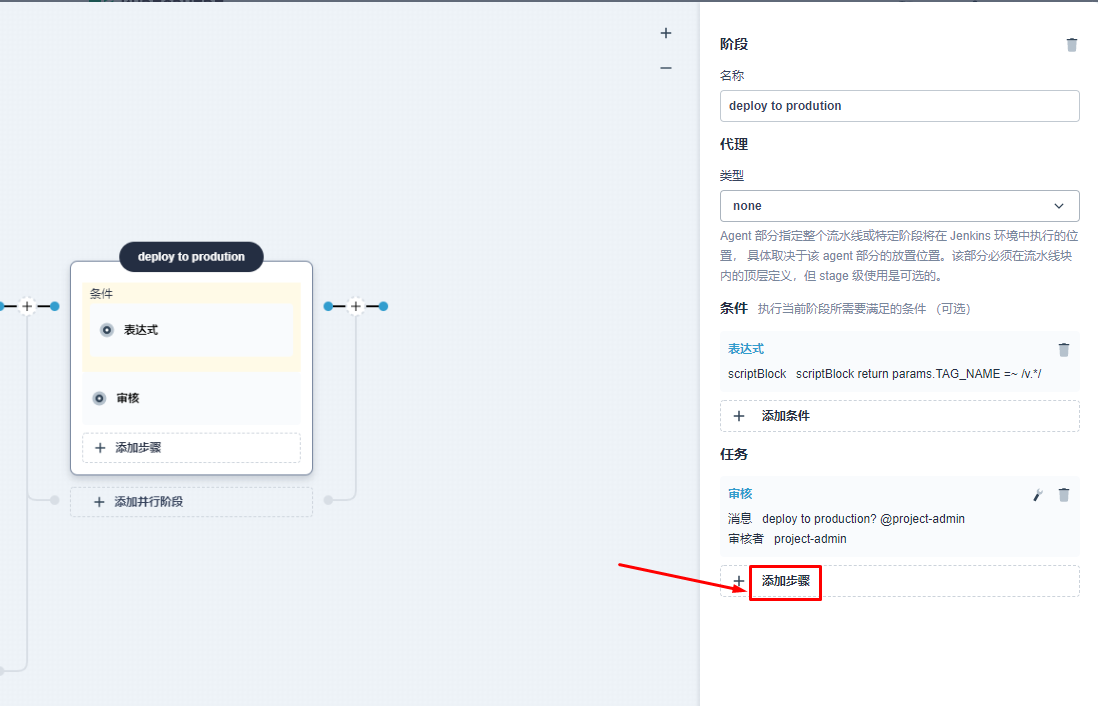 deploy to prodution
条件
表达式
审核
添加步骤
添加并行阶段
阶段
名称
deploy to prodution
代理
类型
none
Agent 部分指定整个流水线或特定阶段将在 Jenkins 环境中执行的位
置， 具体取决于该 agent 部分的放置位置。该部分必须在流水线块
内的顶层定义，但 stage 级使用是可选的。
条件 执行当前阶段所需要满足的条件 （可选）
表达式
scriptBlock scriptBlock return params.TAG_NAME =~ /v.*/
添加条件
任务
审核
消息 deploy to production? @project-admin
审核者 project-admin
添加步骤